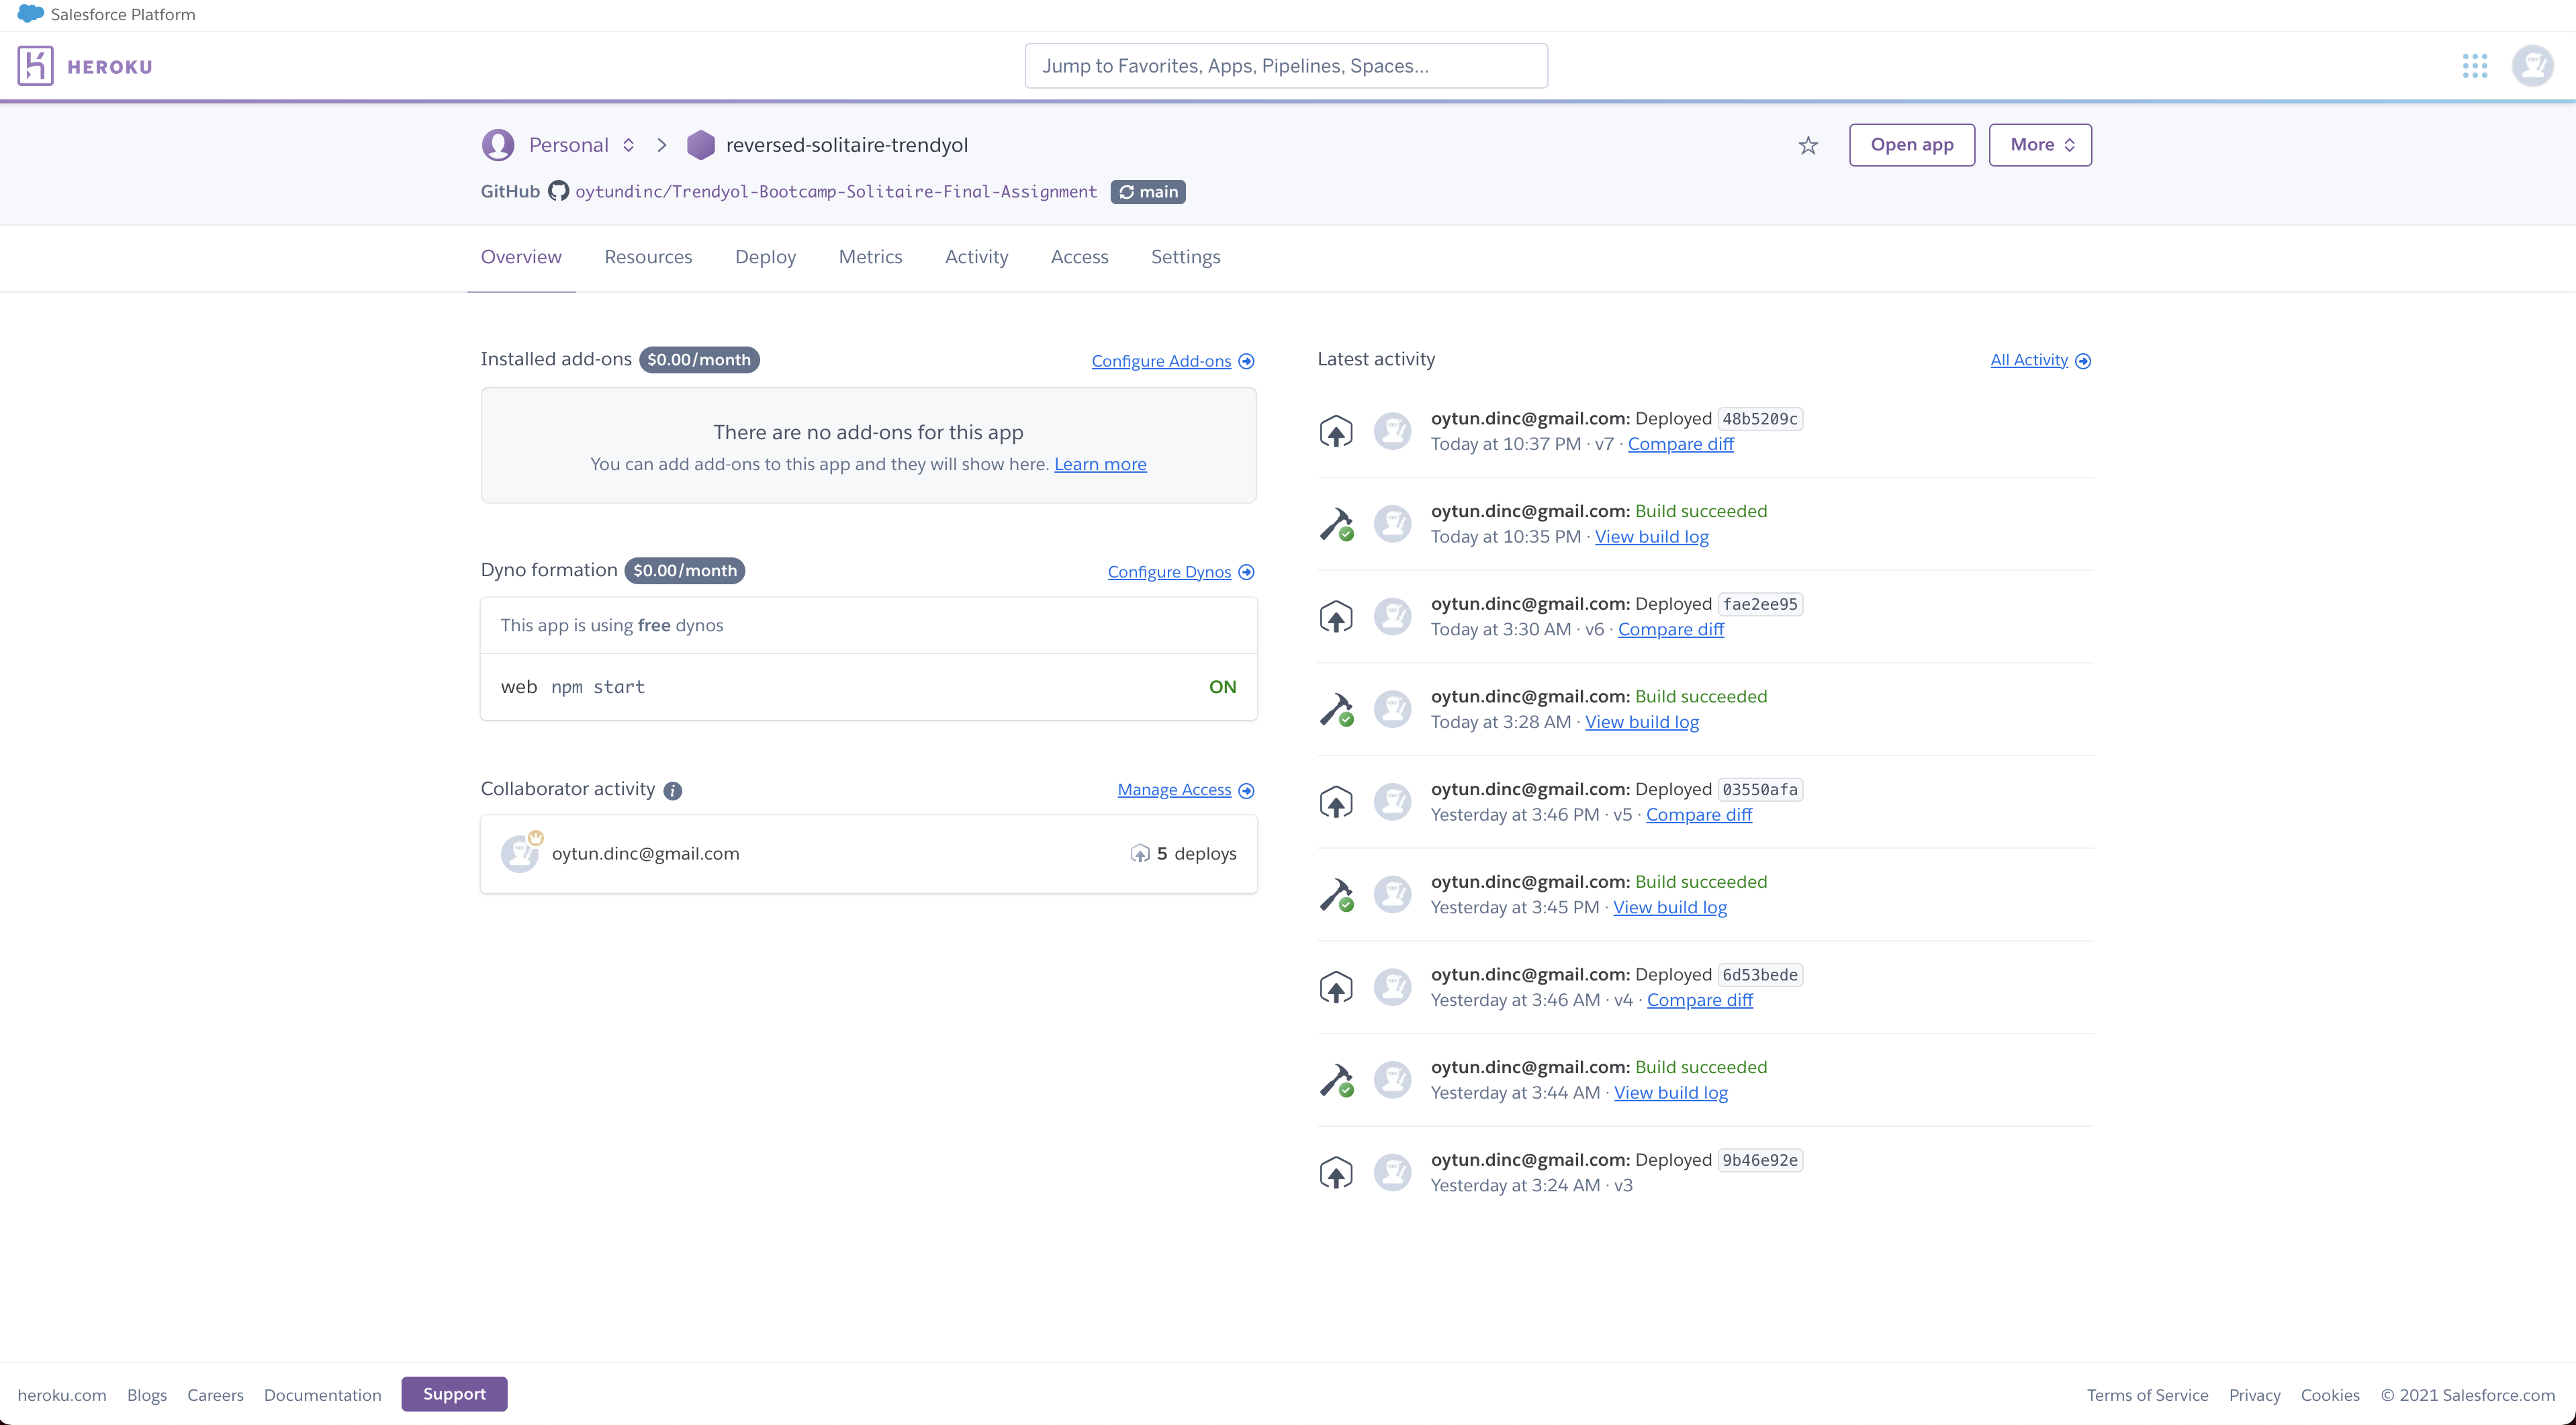 Salesforce Platform
HEROKU
Jump to Favorites, Apps, Pipelines, Spaces...
Personal
reversed-solitaire-trendyol
Open app
More
GitHub oytundinc/Trendyol-Bootcamp-Solitaire-Final-Assignment main
Overview Resources Deploy Metrics Activity Access Settings
Installed add-ons $0.00/month Configure Add-ons
There are no add-ons for this app
You can add add-ons to this app and they will show here. Learn more
Dyno formation $0.00/month Configure Dynos
This app is using free dynos
web npm start ON
Collaborator activity i Manage Access
oytun.dinc@gmail.com 5 deploys
Latest activity All Activity
oytun.dinc@gmail.com: Deployed 48b5209c
Today at 10:37 PM · v7 · Compare diff
oytun.dinc@gmail.com: Build succeeded
Today at 10:35 PM · View build log
oytun.dinc@gmail.com: Deployed fae2ee95
Today at 3:30 AM · v6 · Compare diff
oytun.dinc@gmail.com: Build succeeded
Today at 3:28 AM · View build log
oytun.dinc@gmail.com: Deployed 03550afa
Yesterday at 3:46 PM · v5 · Compare diff
oytun.dinc@gmail.com: Build succeeded
Yesterday at 3:45 PM · View build log
oytun.dinc@gmail.com: Deployed 6d53bede
Yesterday at 3:46 AM · v4 · Compare diff
oytun.dinc@gmail.com: Build succeeded
Yesterday at 3:44 AM · View build log
oytun.dinc@gmail.com: Deployed 9b46e92e
Yesterday at 3:24 AM · v3
heroku.com Blogs Careers Documentation Support
Terms of Service Privacy Cookies © 2021 Salesforce.com